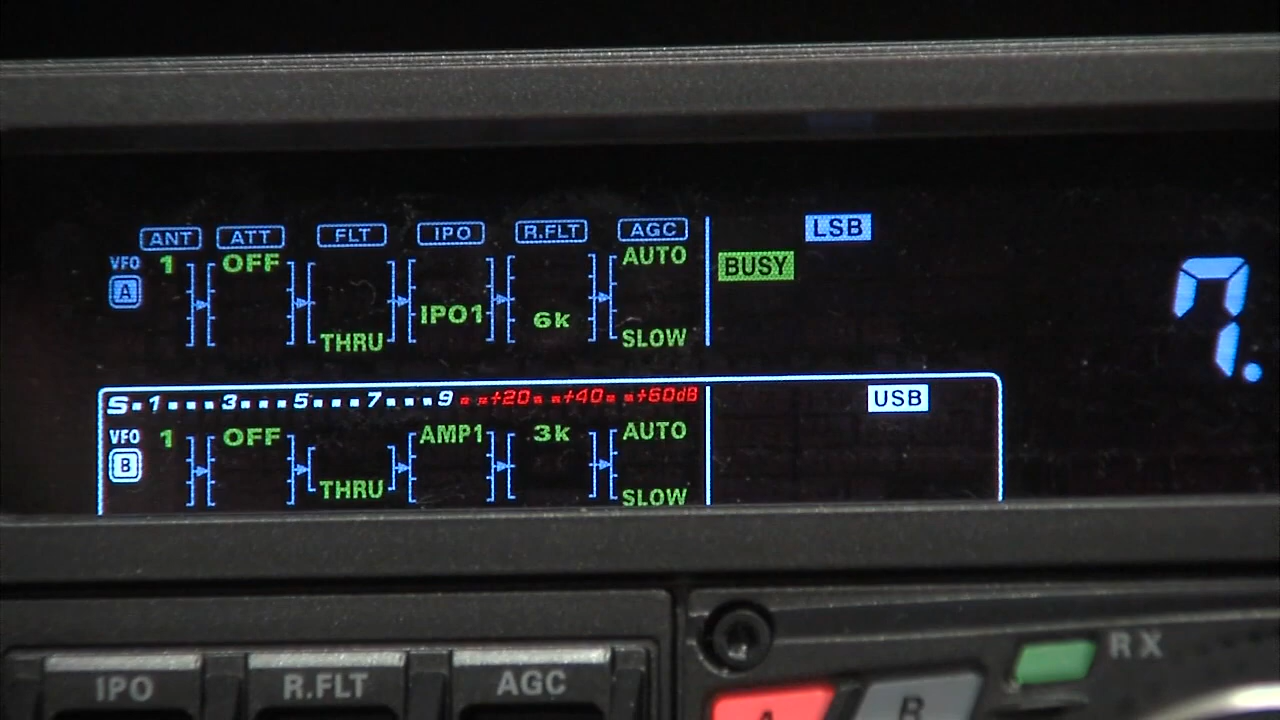 ANT ATT FLT IPO R.FLT AGC LSB
VFO 1 OFF AUTO BUSY
A IPO1 6k 7.
THRU SLOW
S 1 3 5 7 9 +20 +40 +60dB USB
VFO 1 OFF AMP1 3k AUTO
B
THRU SLOW
IPO R.FLT AGC RX
A B